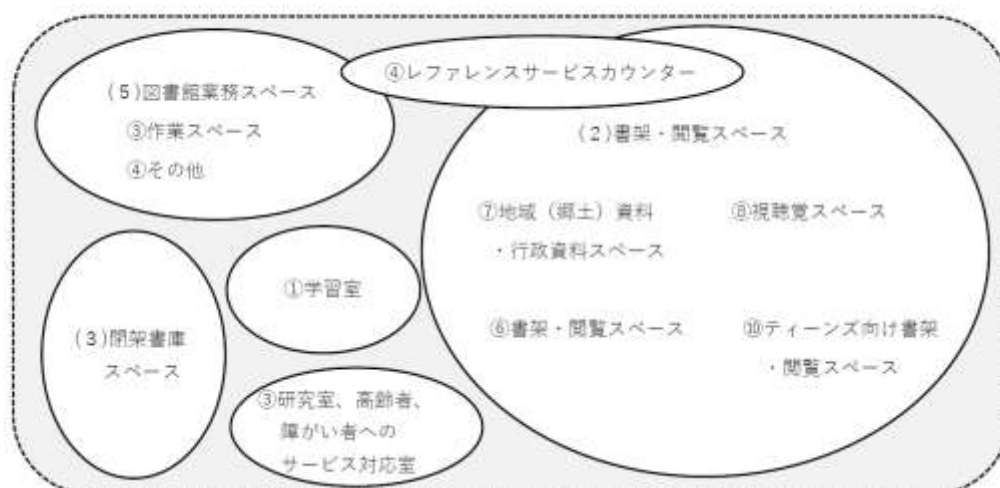 ④レファレンスサービスカウンター
(5)図書館業務スペース
③作業スペース
④その他
(2)書架・閲覧スペース
⑦地域（郷土）資料
・行政資料スペース
⑧視聴覚スペース
⑥書架・閲覧スペース
⑩ティーンズ向け書架
・閲覧スペース
①学習室
(3)閉架書庫
スペース
③研究室、高齢者、
障がい者への
サービス対応室